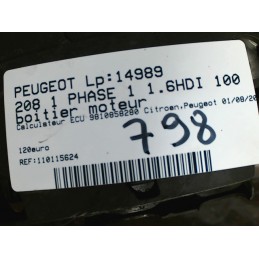 PEUGEOT Lp:14989
208 1 PHASE 1 1.6HDI 100
boitier moteur
Calculateur ECU 9810858280 Citroen,Peugeot 01/08/20
798
120euro
REF:110115624